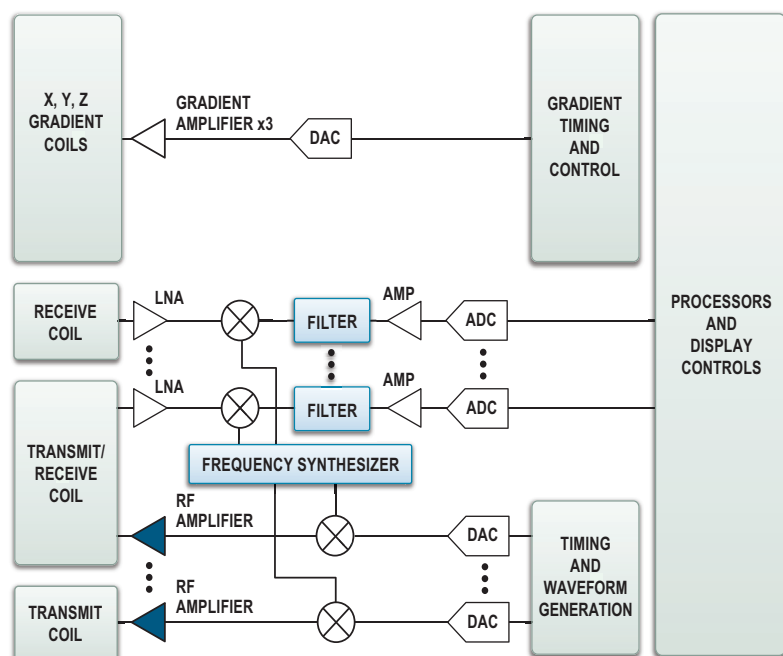 X, Y, Z
GRADIENT
COILS
GRADIENT
AMPLIFIER x3
DAC
GRADIENT
TIMING
AND
CONTROL
PROCESSORS
AND
DISPLAY
CONTROLS
RECEIVE
COIL
LNA
FILTER
AMP
ADC
LNA
FILTER
AMP
ADC
TRANSMIT/
RECEIVE
COIL
FREQUENCY SYNTHESIZER
RF
AMPLIFIER
DAC
TIMING
AND
WAVEFORM
GENERATION
TRANSMIT
COIL
RF
AMPLIFIER
DAC